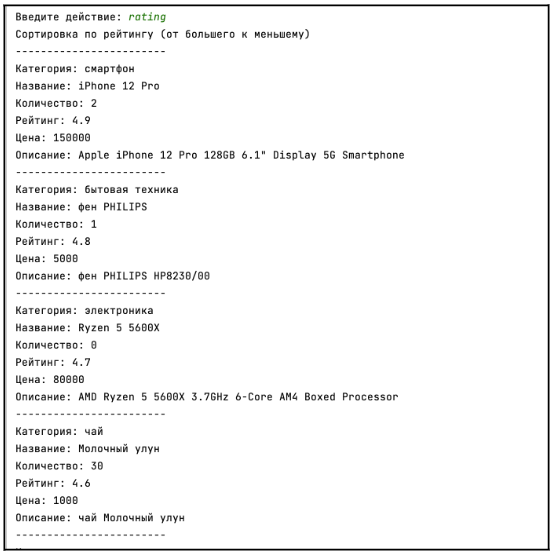 Введите действие: rating
Сортировка по рейтингу (от большего к меньшему)
------------------------
Категория: смартфон
Название: iPhone 12 Pro
Количество: 2
Рейтинг: 4.9
Цена: 150000
Описание: Apple iPhone 12 Pro 128GB 6.1" Display 5G Smartphone
------------------------
Категория: бытовая техника
Название: фен PHILIPS
Количество: 1
Рейтинг: 4.8
Цена: 5000
Описание: фен PHILIPS HP8230/00
------------------------
Категория: электроника
Название: Ryzen 5 5600X
Количество: 0
Рейтинг: 4.7
Цена: 80000
Описание: AMD Ryzen 5 5600X 3.7GHz 6-Core AM4 Boxed Processor
------------------------
Категория: чай
Название: Молочный улун
Количество: 30
Рейтинг: 4.6
Цена: 1000
Описание: чай Молочный улун
------------------------